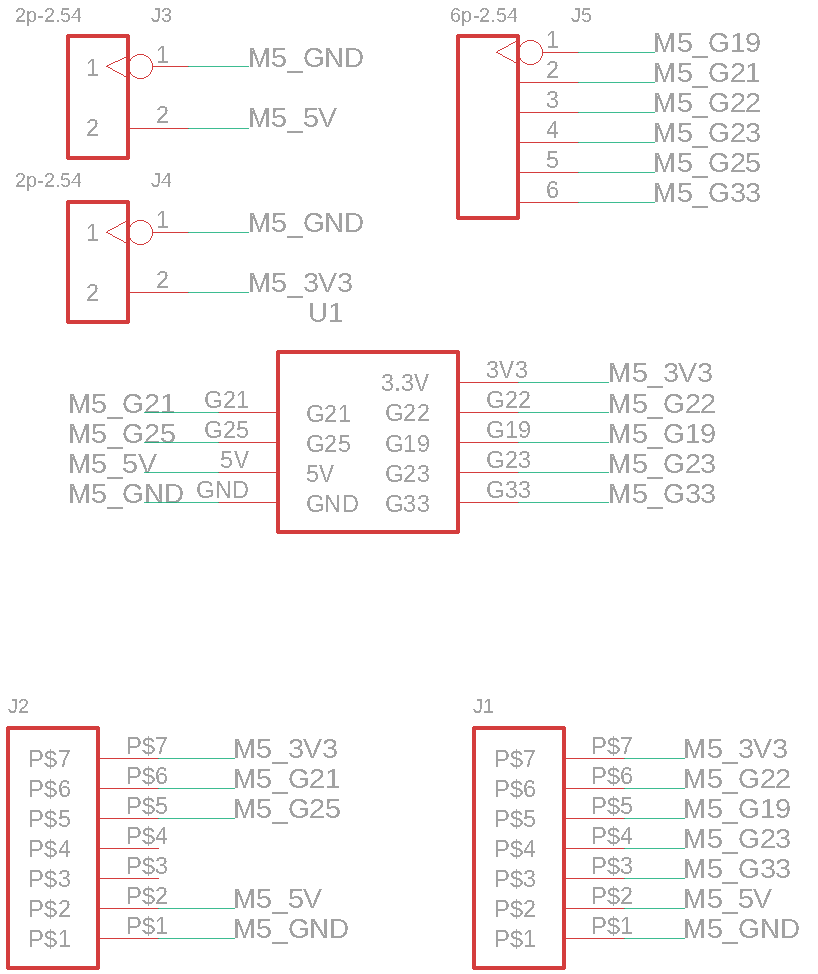 2p-2.54 J3
1 1 M5_GND
2 2 M5_5V
2p-2.54 J4
1 1 M5_GND
2 2 M5_3V3
6p-2.54 J5
1 M5_G19
2 M5_G21
3 M5_G22
4 M5_G23
5 M5_G25
6 M5_G33
U1
3.3V 3V3 M5_3V3
M5_G21 G21 G21 G22 G22 M5_G22
M5_G25 G25 G25 G19 G19 M5_G19
M5_5V 5V 5V G23 G23 M5_G23
M5_GND GND GND G33 G33 M5_G33
J2
P$7 P$7 M5_3V3
P$6 P$6 M5_G21
P$5 P$5 M5_G25
P$4 P$4
P$3 P$3
P$2 P$2 M5_5V
P$1 P$1 M5_GND
J1
P$7 P$7 M5_3V3
P$6 P$6 M5_G22
P$5 P$5 M5_G19
P$4 P$4 M5_G23
P$3 P$3 M5_G33
P$2 P$2 M5_5V
P$1 P$1 M5_GND